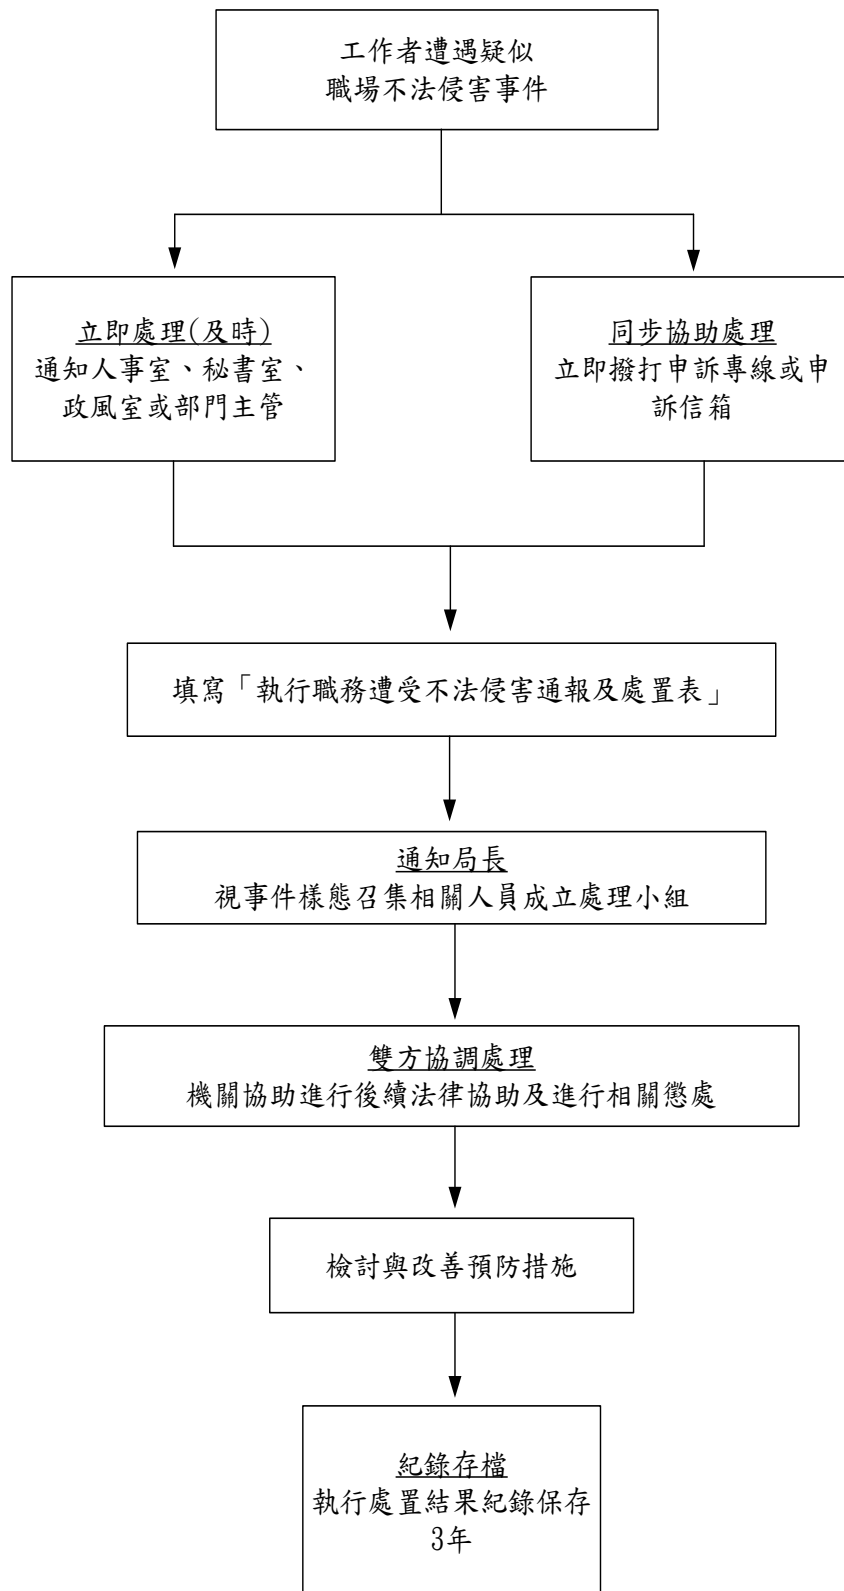 工作者遭遇疑似
職場不法侵害事件
立即處理(及時)
通知人事室、秘書室、
政風室或部門主管
同步協助處理
立即撥打申訴專線或申
訴信箱
填寫「執行職務遭受不法侵害通報及處置表」
通知局長
視事件樣態召集相關人員成立處理小組
雙方協調處理
機關協助進行後續法律協助及進行相關懲處
檢討與改善預防措施
紀錄存檔
執行處置結果紀錄保存
3年